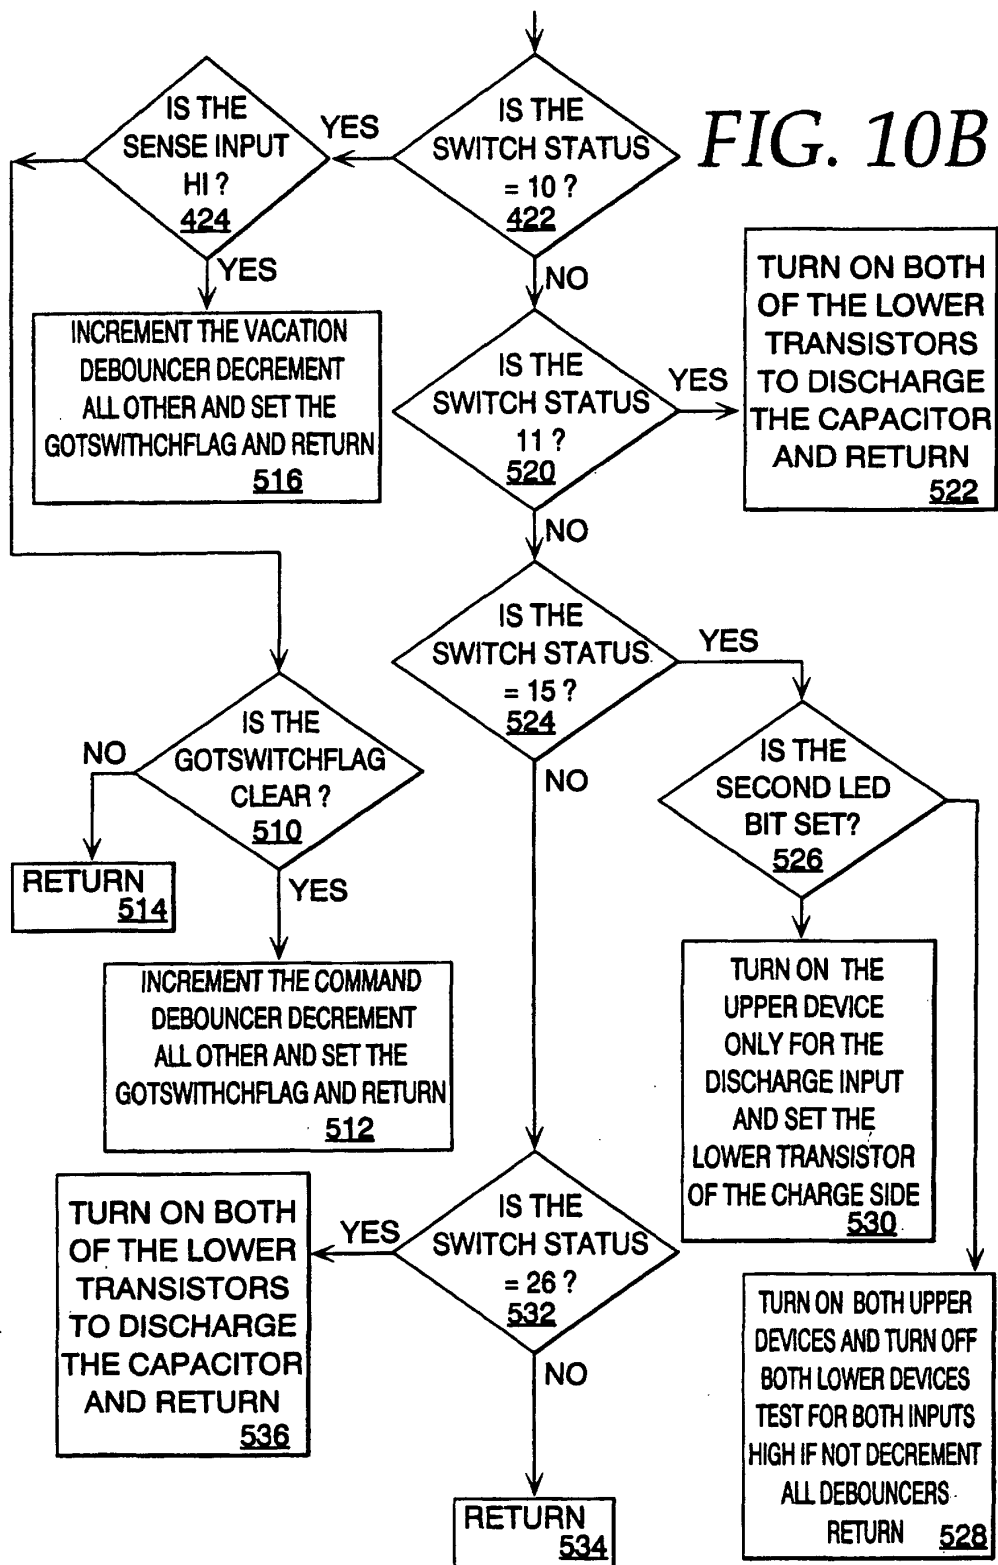 FIG. 10B
IS THE
SWITCH STATUS
= 10 ?
422
YES
NO
IS THE
SENSE INPUT
HI ?
424
YES
INCREMENT THE VACATION
DEBOUNCER DECREMENT
ALL OTHER AND SET THE
GOTSWITHCHFLAG AND RETURN
516
IS THE
SWITCH STATUS
11 ?
520
YES
NO
TURN ON BOTH
OF THE LOWER
TRANSISTORS
TO DISCHARGE
THE CAPACITOR
AND RETURN
522
IS THE
SWITCH STATUS
= 15 ?
524
YES
NO
IS THE
GOTSWITCHFLAG
CLEAR ?
510
NO
YES
RETURN
514
INCREMENT THE COMMAND
DEBOUNCER DECREMENT
ALL OTHER AND SET THE
GOTSWITHCHFLAG AND RETURN
512
IS THE
SECOND LED
BIT SET?
526
TURN ON THE
UPPER DEVICE
ONLY FOR THE
DISCHARGE INPUT
AND SET THE
LOWER TRANSISTOR
OF THE CHARGE SIDE
530
IS THE
SWITCH STATUS
= 26 ?
532
YES
NO
TURN ON BOTH
OF THE LOWER
TRANSISTORS
TO DISCHARGE
THE CAPACITOR
AND RETURN
536
TURN ON BOTH UPPER
DEVICES AND TURN OFF
BOTH LOWER DEVICES
TEST FOR BOTH INPUTS
HIGH IF NOT DECREMENT
ALL DEBOUNCERS
RETURN
528
RETURN
534